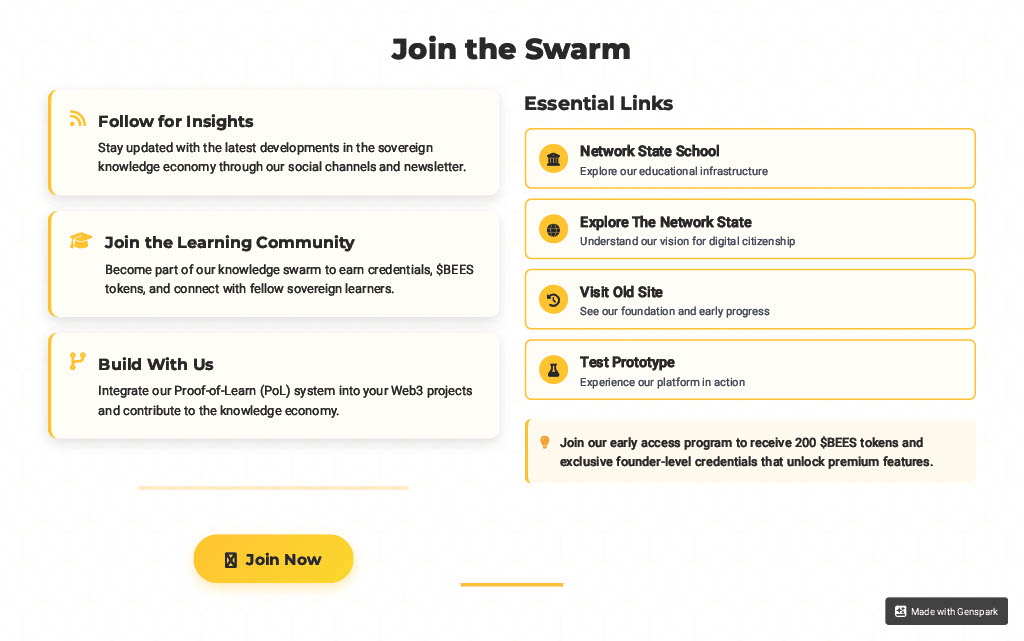 Join the Swarm
Follow for Insights
Stay updated with the latest developments in the sovereign
knowledge economy through our social channels and newsletter.
Join the Learning Community
Become part of our knowledge swarm to earn credentials, $BEES
tokens, and connect with fellow sovereign learners.
Build With Us
Integrate our Proof-of-Learn (PoL) system into your Web3 projects
and contribute to the knowledge economy.
Join Now
Essential Links
Network State School
Explore our educational infrastructure
Explore The Network State
Understand our vision for digital citizenship
Visit Old Site
See our foundation and early progress
Test Prototype
Experience our platform in action
Join our early access program to receive 200 $BEES tokens and
exclusive founder-level credentials that unlock premium features.
Made with Genspark